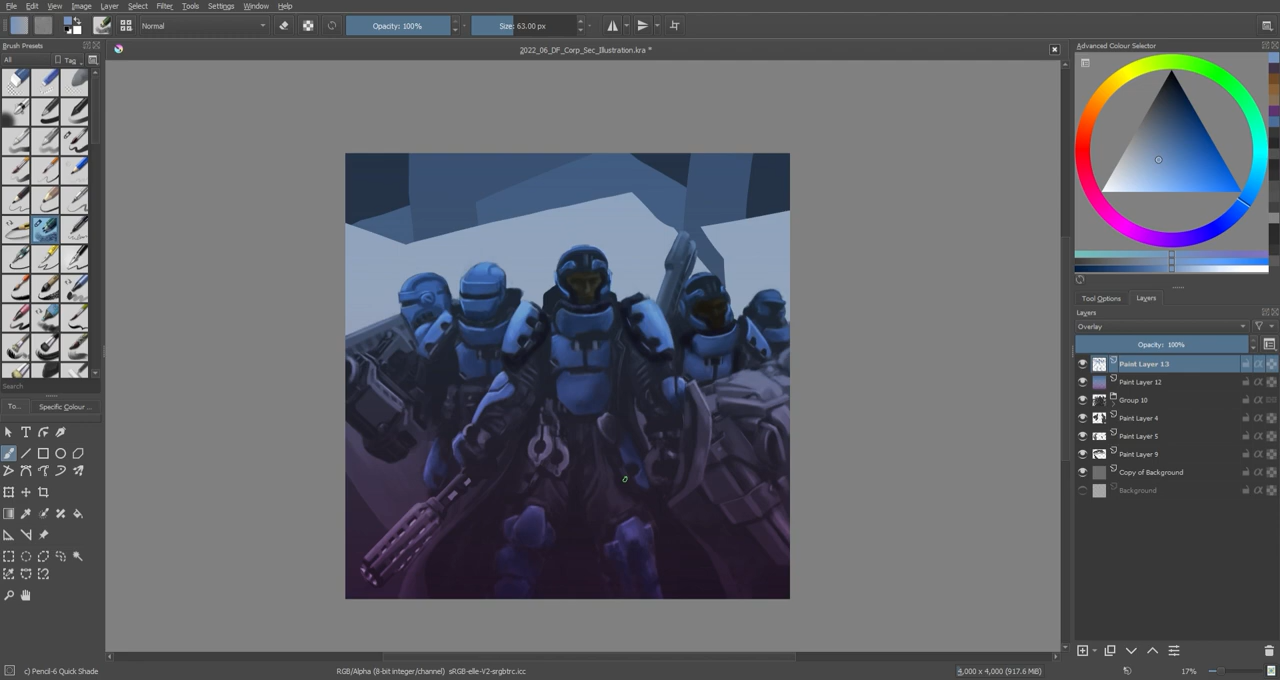 File Edit View Image Layer Select Filter Tools Settings Window Help
Normal Opacity: 100% Size: 63.00 px
Brush Presets 2022_06_DF_Corp_Sec_Illustration.kra * Advanced Colour Selector
All Tag
Tool Options Layers
Layers
Overlay
Opacity: 100%
Paint Layer 13
Paint Layer 12
Search
To... Specific Colour ...
Group 10
Paint Layer 4
Paint Layer 5
Paint Layer 9
Copy of Background
Background
c) Pencil-6 Quick Shade RGB/Alpha (8-bit integer/channel) sRGB-elle-V2-srgbtrc.icc 4,000 x 4,000 (917.6 MiB) 17%